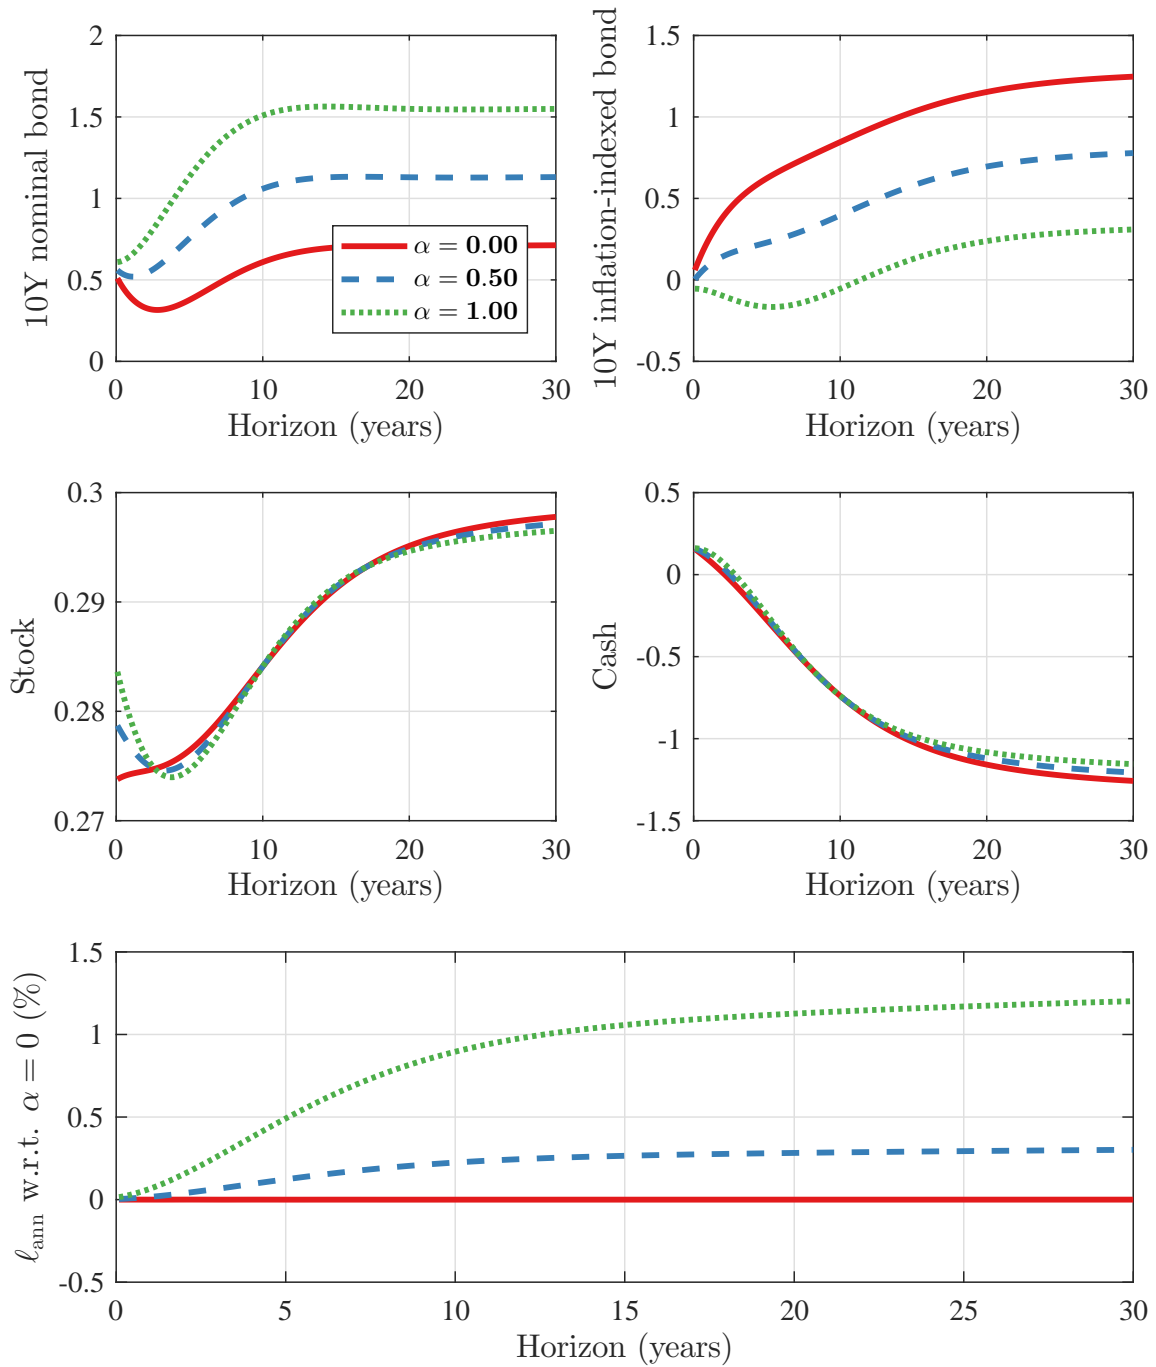 10Y nominal bond
2
1.5
1
0.5
0
0 10 20 30
Horizon (years)
α = 0.00
α = 0.50
α = 1.00
10Y inflation-indexed bond
1.5
1
0.5
0
-0.5
0 10 20 30
Horizon (years)
Stock
0.3
0.29
0.28
0.27
0 10 20 30
Horizon (years)
Cash
0.5
0
-0.5
-1
-1.5
0 10 20 30
Horizon (years)
ℓann w.r.t. α = 0 (%)
1.5
1
0.5
0
-0.5
0 5 10 15 20 25 30
Horizon (years)